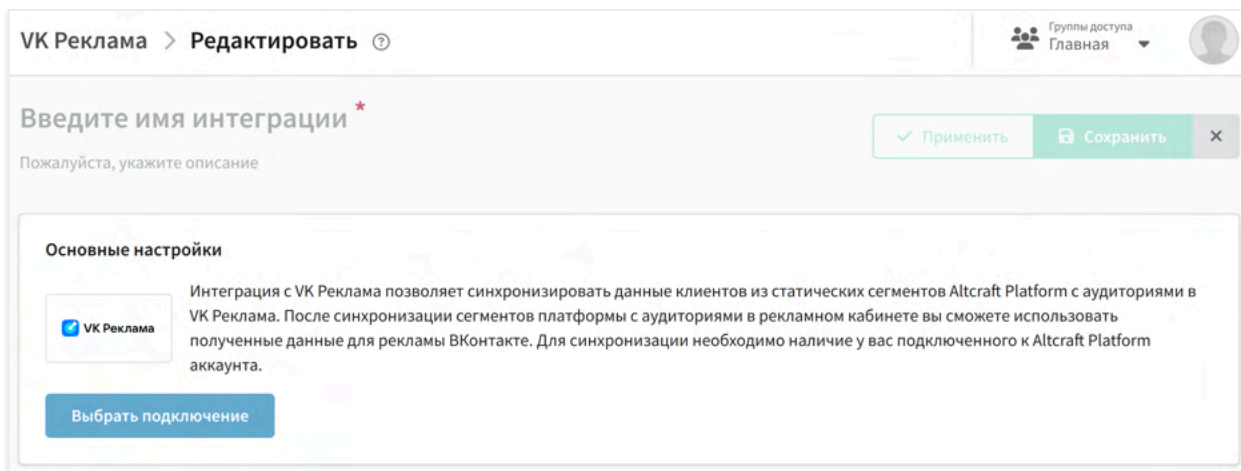 VK Реклама > Редактировать ?
Группы доступа
Главная
Введите имя интеграции *
Пожалуйста, укажите описание
Применить
Сохранить
Основные настройки
VK Реклама
Интеграция с VK Реклама позволяет синхронизировать данные клиентов из статических сегментов Altcraft Platform с аудиториями в
VK Реклама. После синхронизации сегментов платформы с аудиториями в рекламном кабинете вы сможете использовать
полученные данные для рекламы ВКонтакте. Для синхронизации необходимо наличие у вас подключенного к Altcraft Platform
аккаунта.
Выбрать подключение